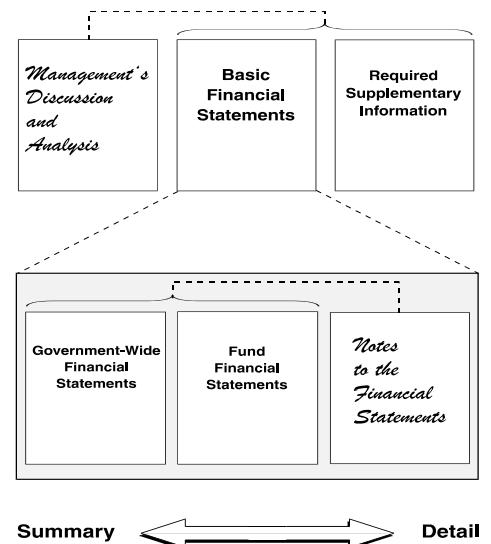 Management's
Discussion
and
Analysis
Basic
Financial
Statements
Required
Supplementary
Information
Government-Wide
Financial
Statements
Fund
Financial
Statements
Notes
to the
Financial
Statements
Summary
Detail